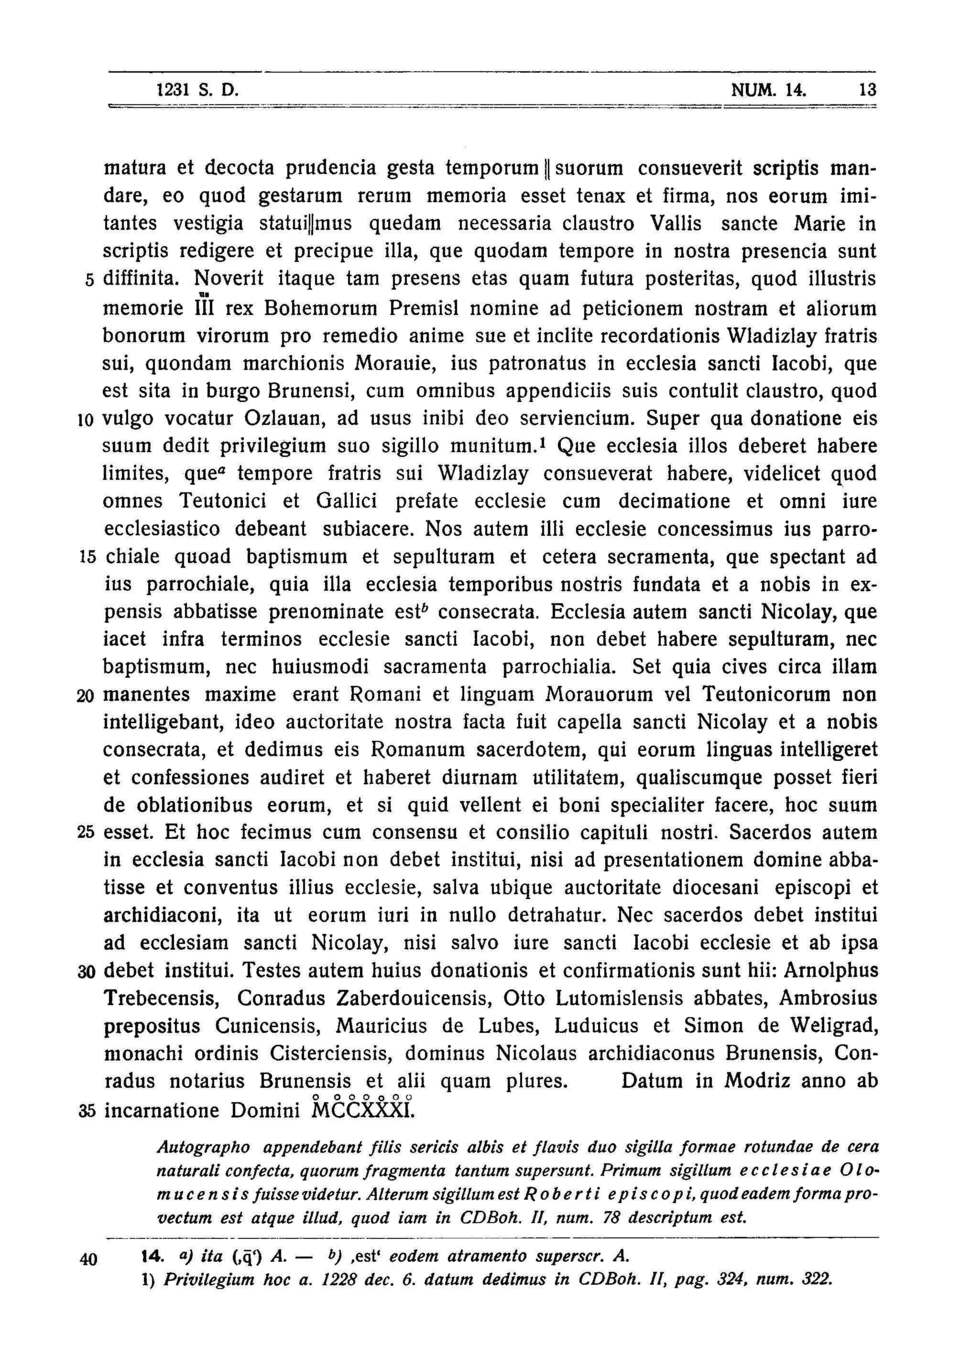 1231 S. D. NUM. 14. 13
matura et decocta prudencia gesta temporum || suorum consueverit scriptis man-
dare, eo quod gestarum rerum memoria esset tenax et firma, nos eorum imi-
tantes vestigia statui||mus quedam necessaria claustro Vallis sancte Marie in
scriptis redigere et precipue illa, que quodam tempore in nostra presencia sunt
5 diffinita. Noverit itaque tam presens etas quam futura posteritas, quod illustris
memorie III rex Bohemorum Premisl nomine ad peticionem nostram et aliorum
bonorum virorum pro remedio anime sue et inclite recordationis Wladizlay fratris
sui, quondam marchionis Morauie, ius patronatus in ecclesia sancti Iacobi, que
est sita in burgo Brunensi, cum omnibus appendiciis suis contulit claustro, quod
10 vulgo vocatur Ozlauan, ad usus inibi deo serviencium. Super qua donatione eis
suum dedit privilegium suo sigillo munitum.¹ Que ecclesia illos deberet habere
limites, queᵃ tempore fratris sui Wladizlay consueverat habere, videlicet quod
omnes Teutonici et Gallici prefate ecclesie cum decimatione et omni iure
ecclesiastico debeant subiacere. Nos autem illi ecclesie concessimus ius parro-
15 chiale quoad baptismum et sepulturam et cetera secramenta, que spectant ad
ius parrochiale, quia illa ecclesia temporibus nostris fundata et a nobis in ex-
pensis abbatisse prenominate estᵇ consecrata. Ecclesia autem sancti Nicolay, que
iacet infra terminos ecclesie sancti Iacobi, non debet habere sepulturam, nec
baptismum, nec huiusmodi sacramenta parrochialia. Set quia cives circa illam
20 manentes maxime erant Romani et linguam Morauorum vel Teutonicorum non
intelligebant, ideo auctoritate nostra facta fuit capella sancti Nicolay et a nobis
consecrata, et dedimus eis Romanum sacerdotem, qui eorum linguas intelligeret
et confessiones audiret et haberet diurnam utilitatem, qualiscumque posset fieri
de oblationibus eorum, et si quid vellent ei boni specialiter facere, hoc suum
25 esset. Et hoc fecimus cum consensu et consilio capituli nostri. Sacerdos autem
in ecclesia sancti Iacobi non debet institui, nisi ad presentationem domine abba-
tisse et conventus illius ecclesie, salva ubique auctoritate diocesani episcopi et
archidiaconi, ita ut eorum iuri in nullo detrahatur. Nec sacerdos debet institui
ad ecclesiam sancti Nicolay, nisi salvo iure sancti Iacobi ecclesie et ab ipsa
30 debet institui. Testes autem huius donationis et confirmationis sunt hii: Arnolphus
Trebecensis, Conradus Zaberdouicensis, Otto Lutomislensis abbates, Ambrosius
prepositus Cunicensis, Mauricius de Lubes, Luduicus et Simon de Weligrad,
monachi ordinis Cisterciensis, dominus Nicolaus archidiaconus Brunensis, Con-
radus notarius Brunensis et alii quam plures. Datum in Modriz anno ab
35 incarnatione Domini M̊C̊C̊X̊X̊X̊I̊.
Autographo appendebant filis sericis albis et flavis duo sigilla formae rotundae de cera
naturali confecta, quorum fragmenta tantum supersunt. Primum sigillum ecclesiae Olo-
mucensis fuisse videtur. Alterum sigillum est Roberti episcopi, quod eadem forma pro-
vectum est atque illud, quod iam in CDBoh. II, num. 78 descriptum est.
40 14. a) ita (‚q̄‘) A. — b) ‚est‘ eodem atramento superscr. A.
1) Privilegium hoc a. 1228 dec. 6. datum dedimus in CDBoh. II, pag. 324, num. 322.